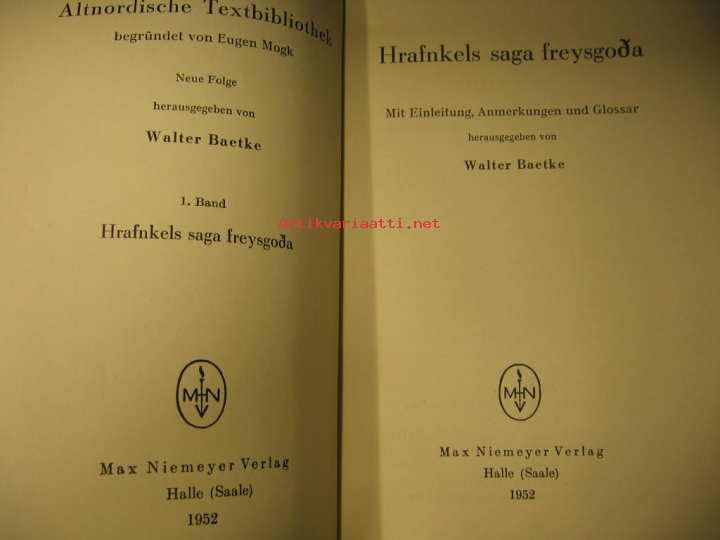 Altnordische Textbibliothek
begründet von Eugen Mogk
Neue Folge
herausgegeben von
Walter Baetke
1. Band
Hrafnkels saga freysgoða
MN
Max Niemeyer Verlag
Halle (Saale)
1952
Hrafnkels saga freysgoða
Mit Einleitung, Anmerkungen und Glossar
herausgegeben von
Walter Baetke
MN
Max Niemeyer Verlag
Halle (Saale)
1952
antikvariaatti.net